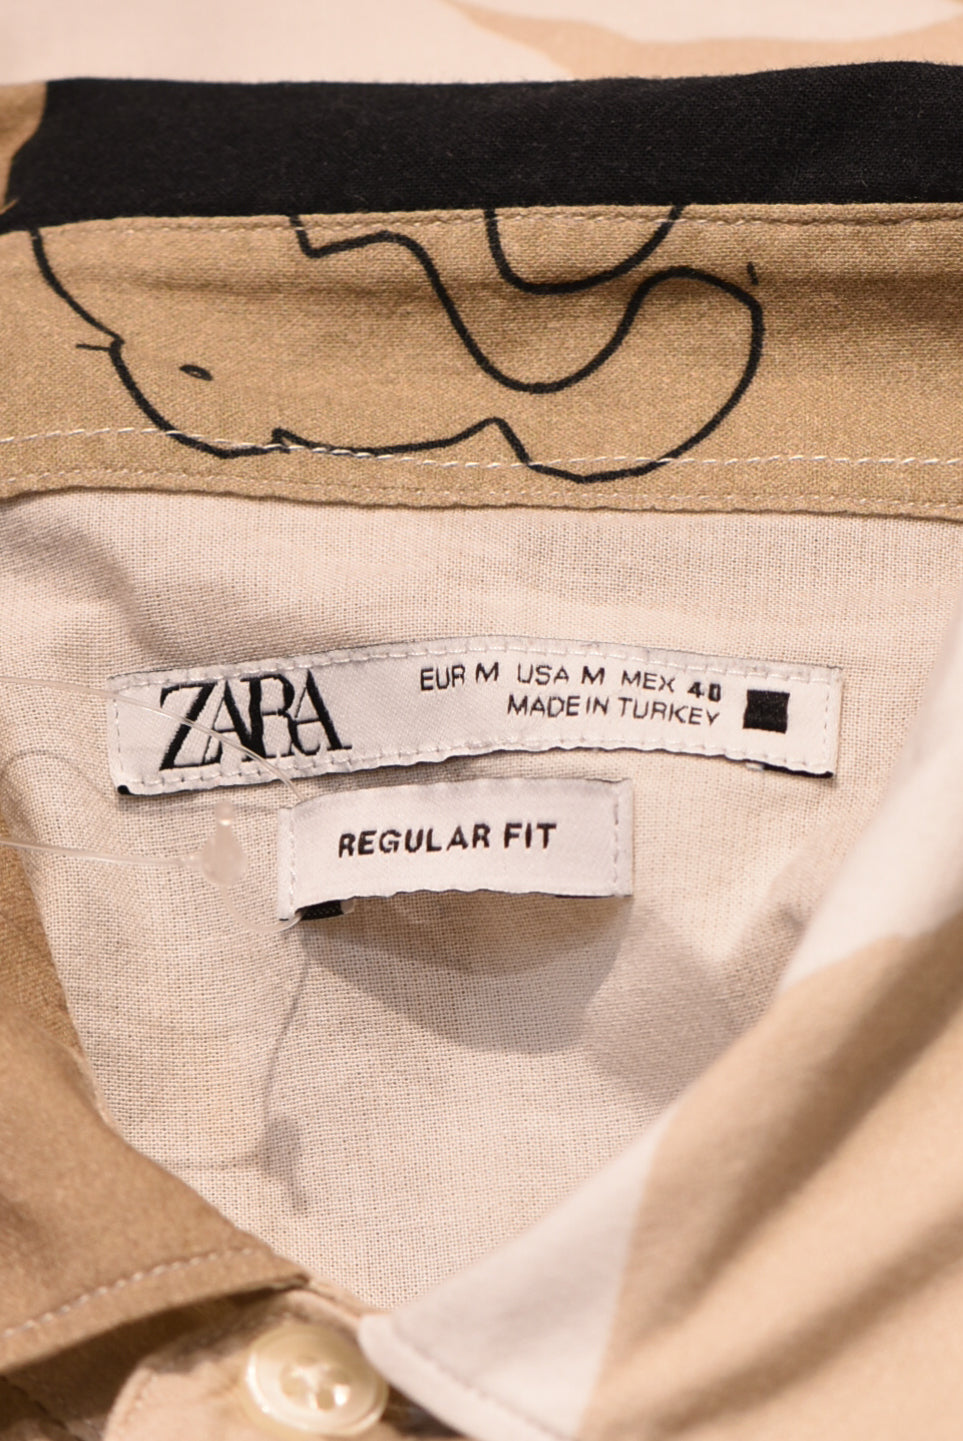 ZARA
EUR M USA M MEX 40
MADE IN TURKEY
REGULAR FIT